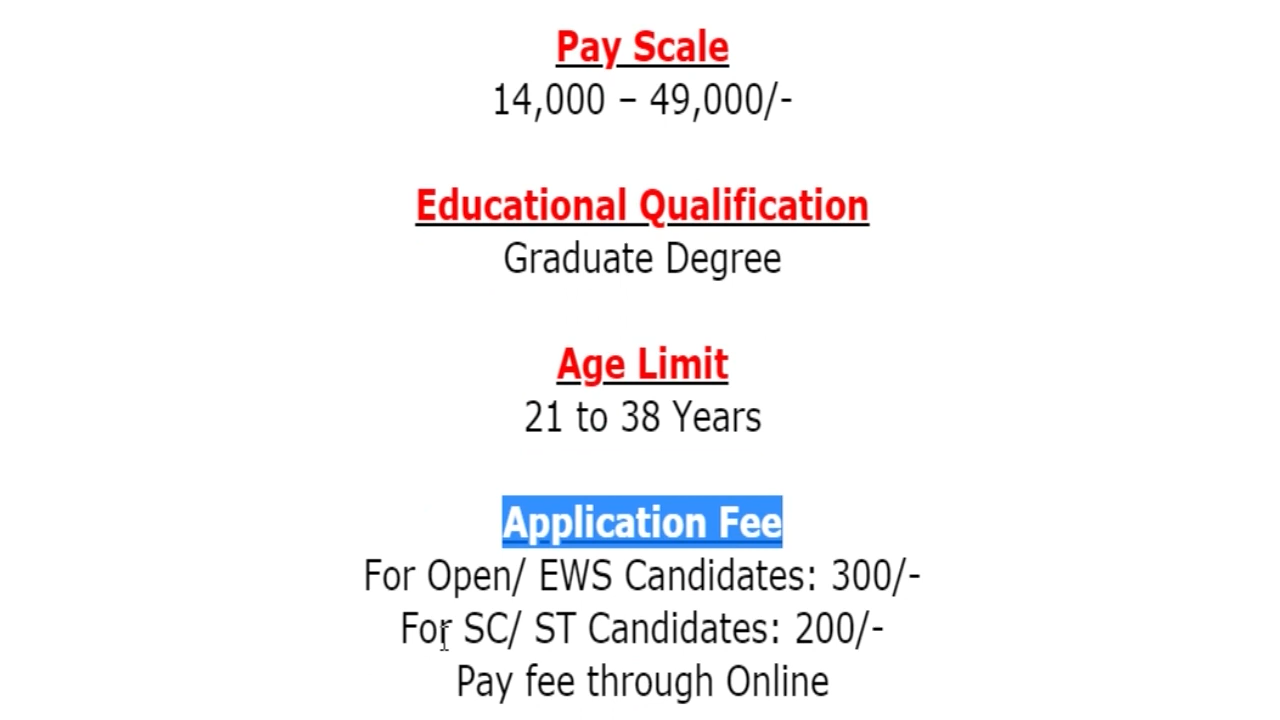 Pay Scale
14,000 – 49,000/-
Educational Qualification
Graduate Degree
Age Limit
21 to 38 Years
Application Fee
For Open/ EWS Candidates: 300/-
For SC/ ST Candidates: 200/-
Pay fee through Online